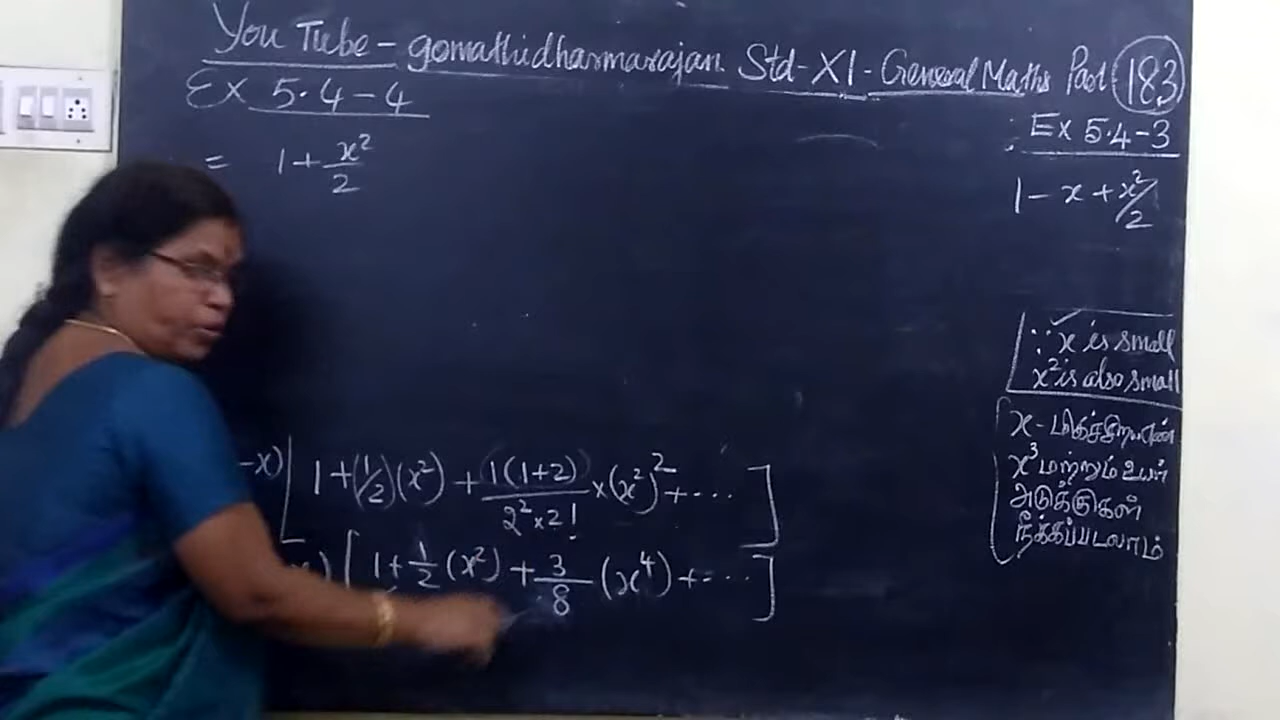 You Tube - gomathidharmarajan Std - XI - General Maths Part 183
Ex 5.4-4
= 1 + x²/2
Ex 5.4-3
1 - x + x²/2
∵ x is small
x² is also small
x - மிகச்சிறிய எண்
x³ மற்றும் உயர்
அடுக்குகள்
நீக்கப்படலாம்
-x) [ 1 + (1/2)(x²) + 1(1+2)/2²×2! × (x²)² + ... ]
x) [ 1 + 1/2 (x²) + 3/8 (x⁴) + ... ]